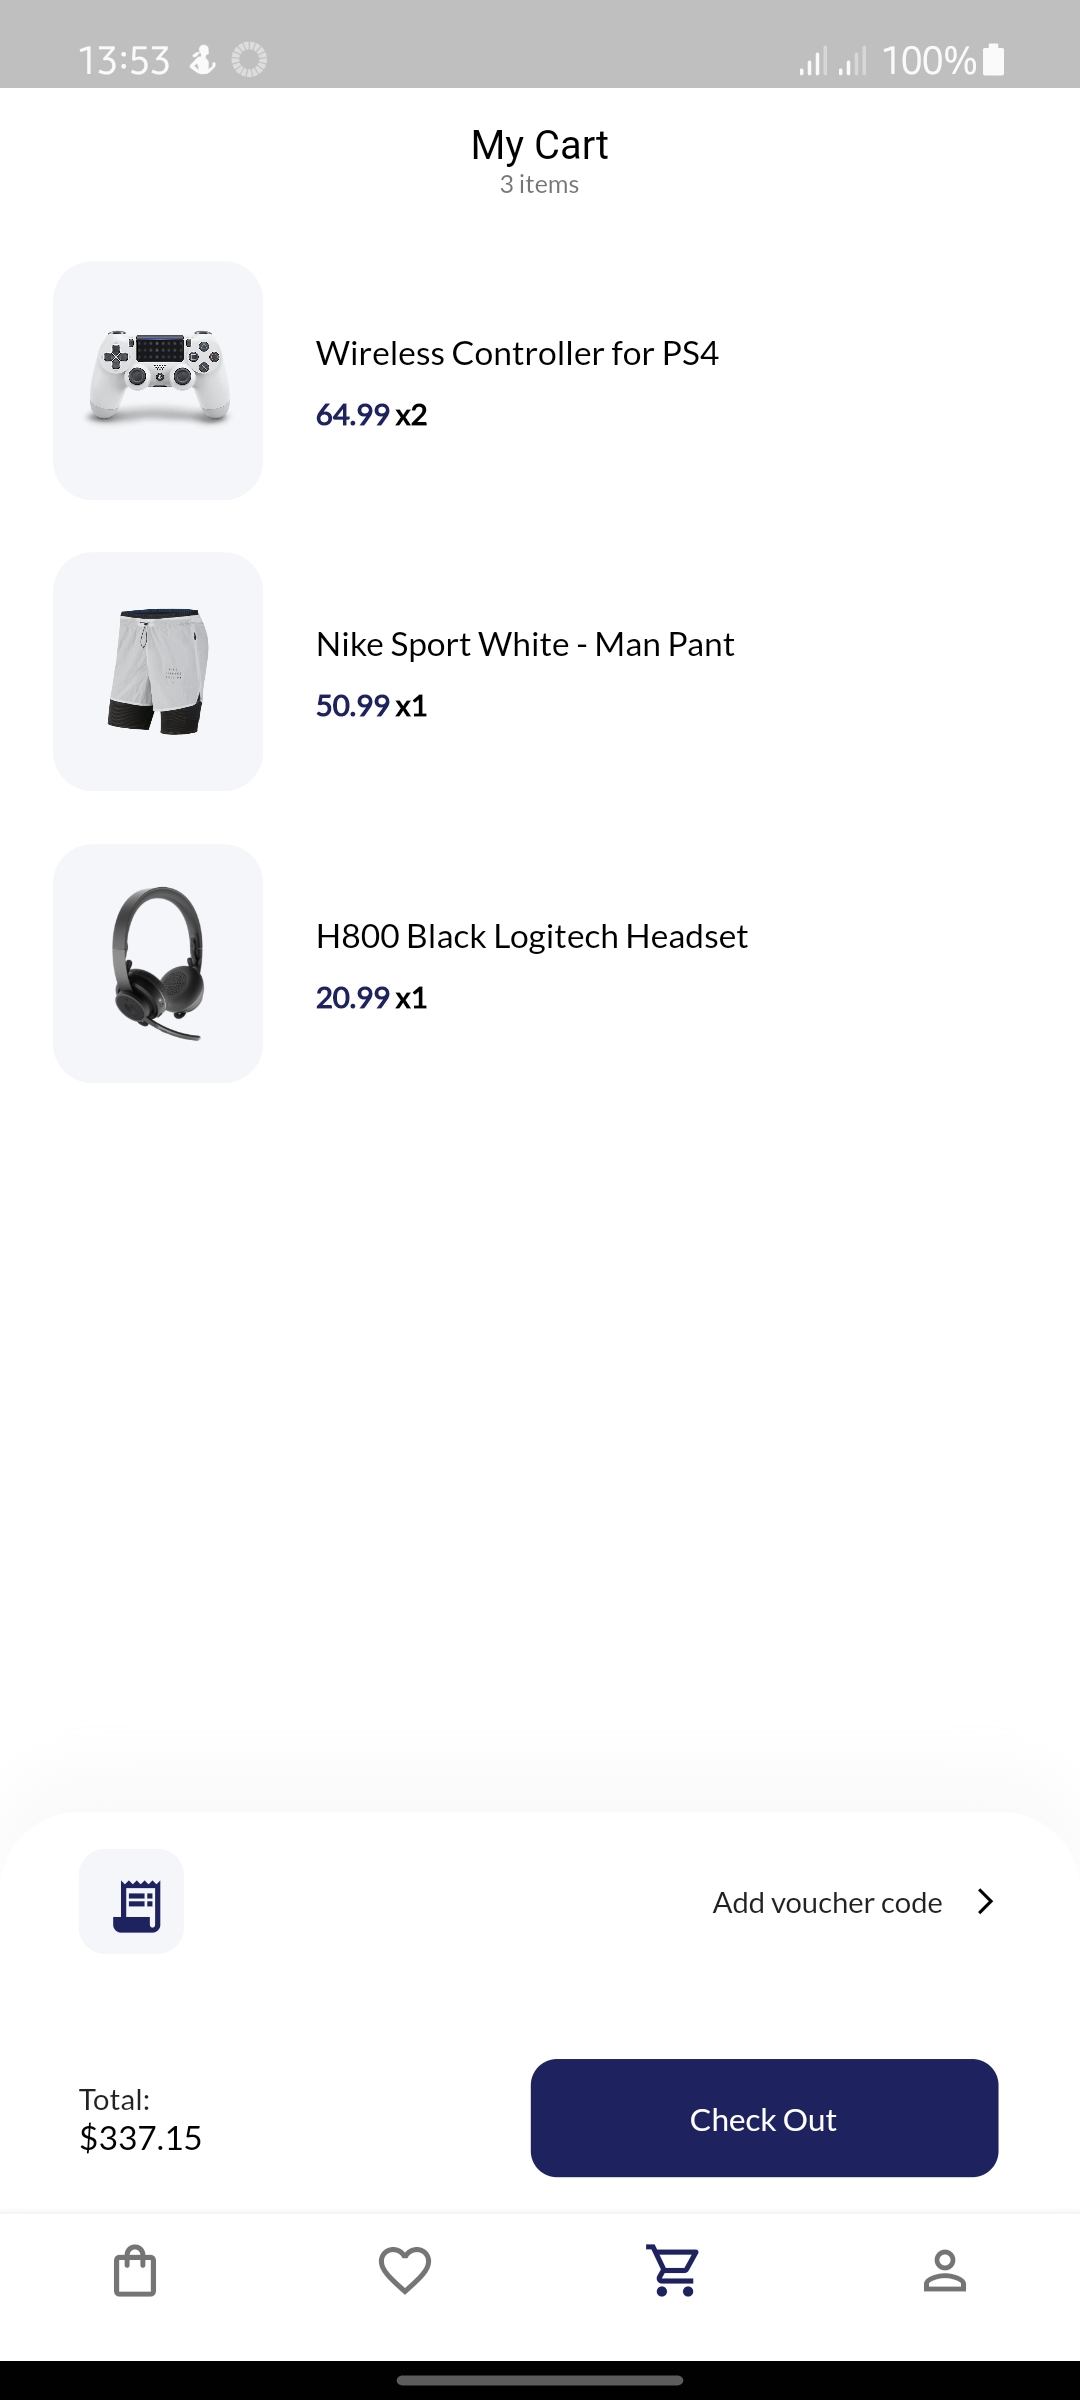 13:53 100%
My Cart
3 items
Wireless Controller for PS4
64.99 x2
Nike Sport White - Man Pant
50.99 x1
H800 Black Logitech Headset
20.99 x1
Add voucher code
Total:
$337.15
Check Out